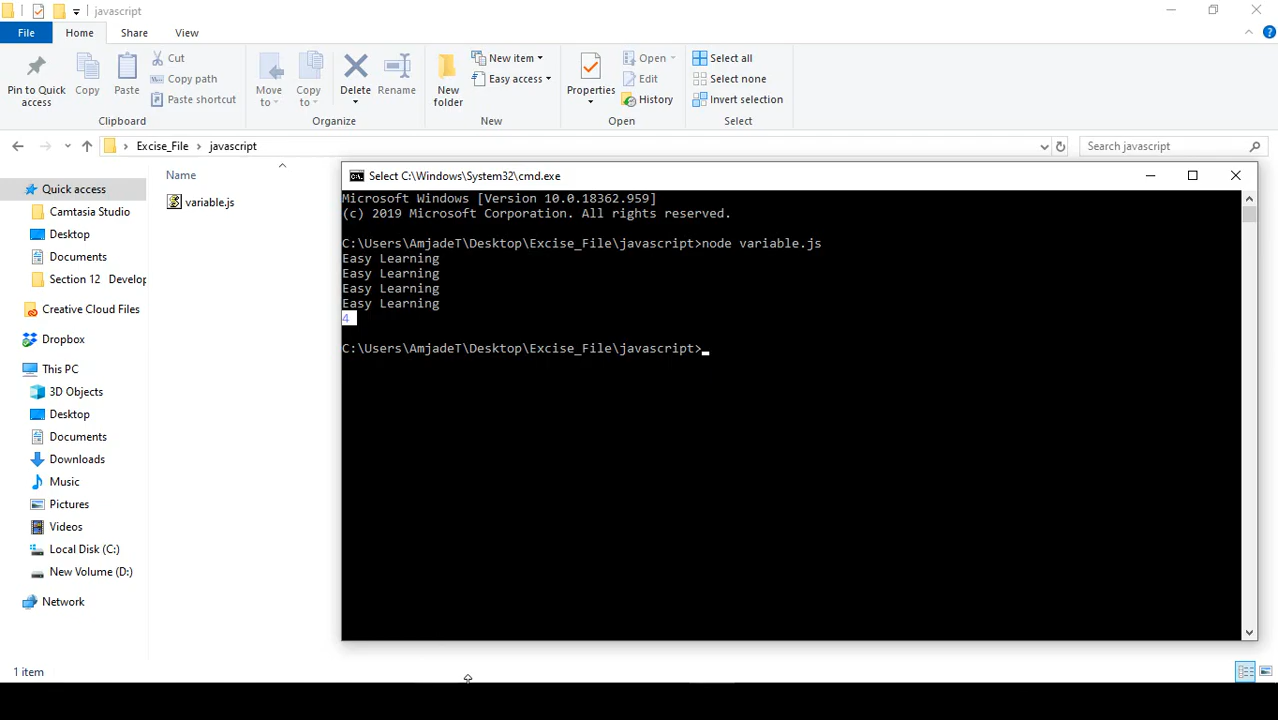 javascript
File Home Share View
Pin to Quick access
Copy
Paste
Cut
Copy path
Paste shortcut
Clipboard
Move to
Copy to
Delete
Rename
Organize
New folder
New item
Easy access
New
Properties
Open
Edit
History
Open
Select all
Select none
Invert selection
Select
Excise_File > javascript
Search javascript
Quick access
Camtasia Studio
Desktop
Documents
Section 12 Develop
Creative Cloud Files
Dropbox
This PC
3D Objects
Desktop
Documents
Downloads
Music
Pictures
Videos
Local Disk (C:)
New Volume (D:)
Network
Name
variable.js
Select C:\Windows\System32\cmd.exe
Microsoft Windows [Version 10.0.18362.959]
(c) 2019 Microsoft Corporation. All rights reserved.
C:\Users\AmjadeT\Desktop\Excise_File\javascript>node variable.js
Easy Learning
Easy Learning
Easy Learning
Easy Learning
4
C:\Users\AmjadeT\Desktop\Excise_File\javascript>
1 item